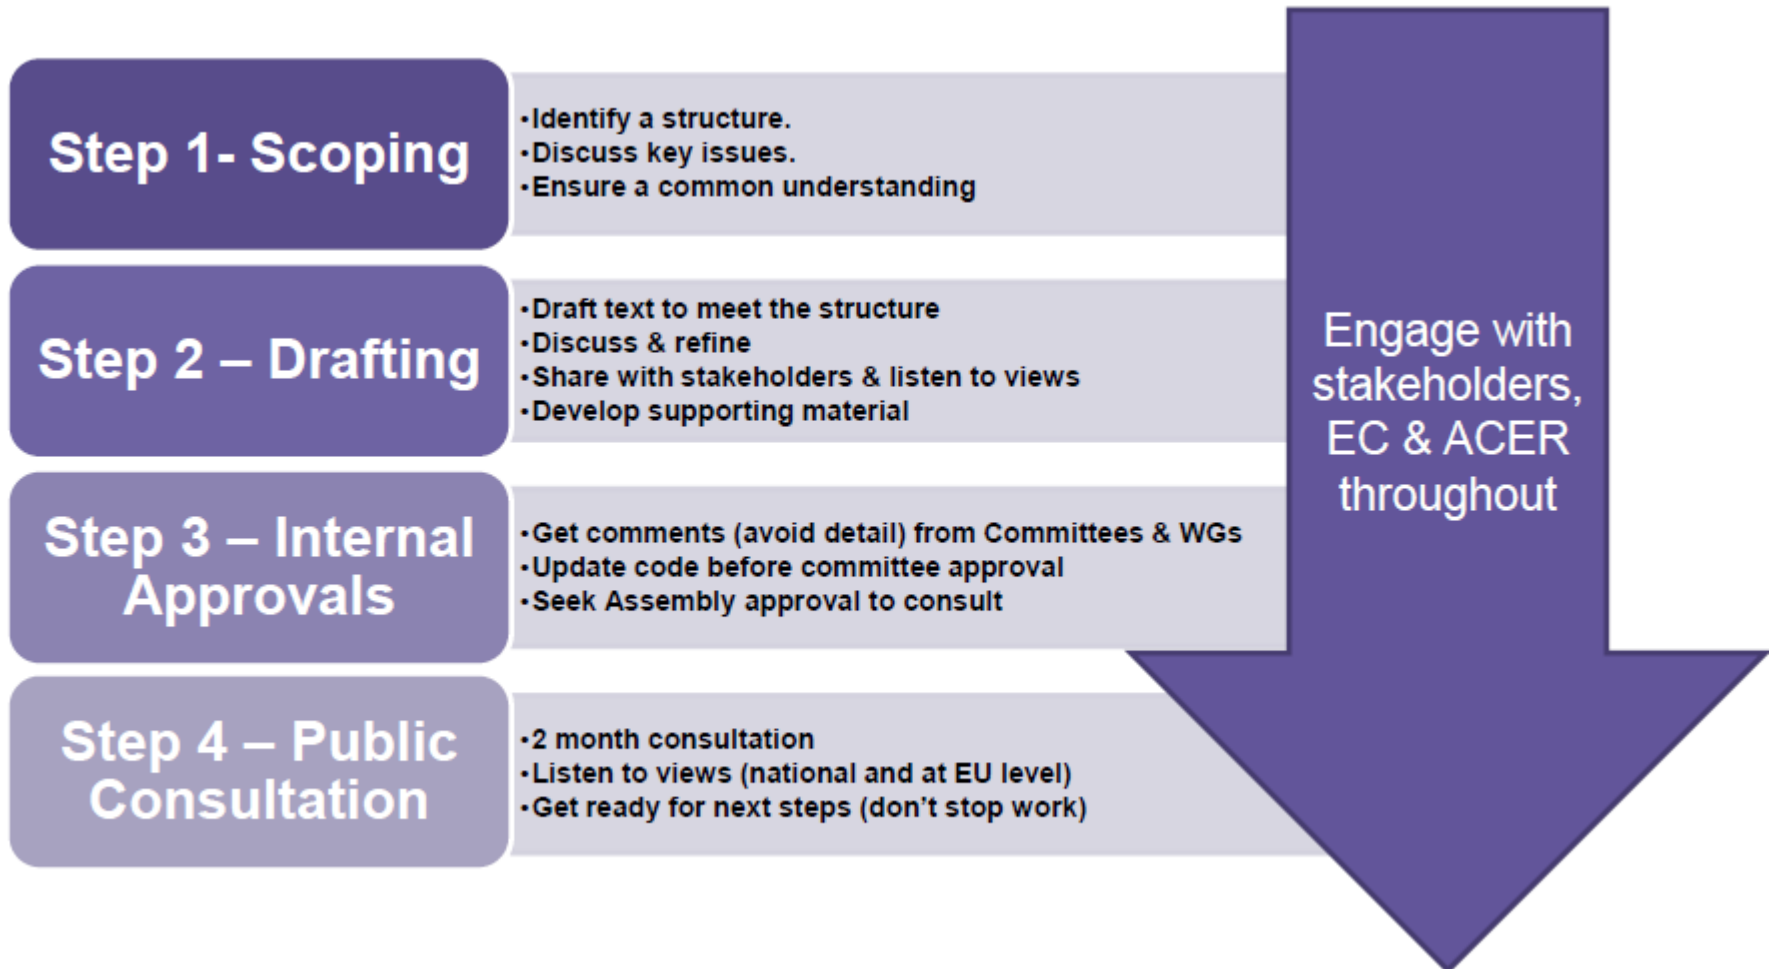 Step 1- Scoping
•Identify a structure.
•Discuss key issues.
•Ensure a common understanding
Step 2 – Drafting
•Draft text to meet the structure
•Discuss & refine
•Share with stakeholders & listen to views
•Develop supporting material
Step 3 – Internal
Approvals
•Get comments (avoid detail) from Committees & WGs
•Update code before committee approval
•Seek Assembly approval to consult
Step 4 – Public
Consultation
•2 month consultation
•Listen to views (national and at EU level)
•Get ready for next steps (don’t stop work)
Engage with
stakeholders,
EC & ACER
throughout